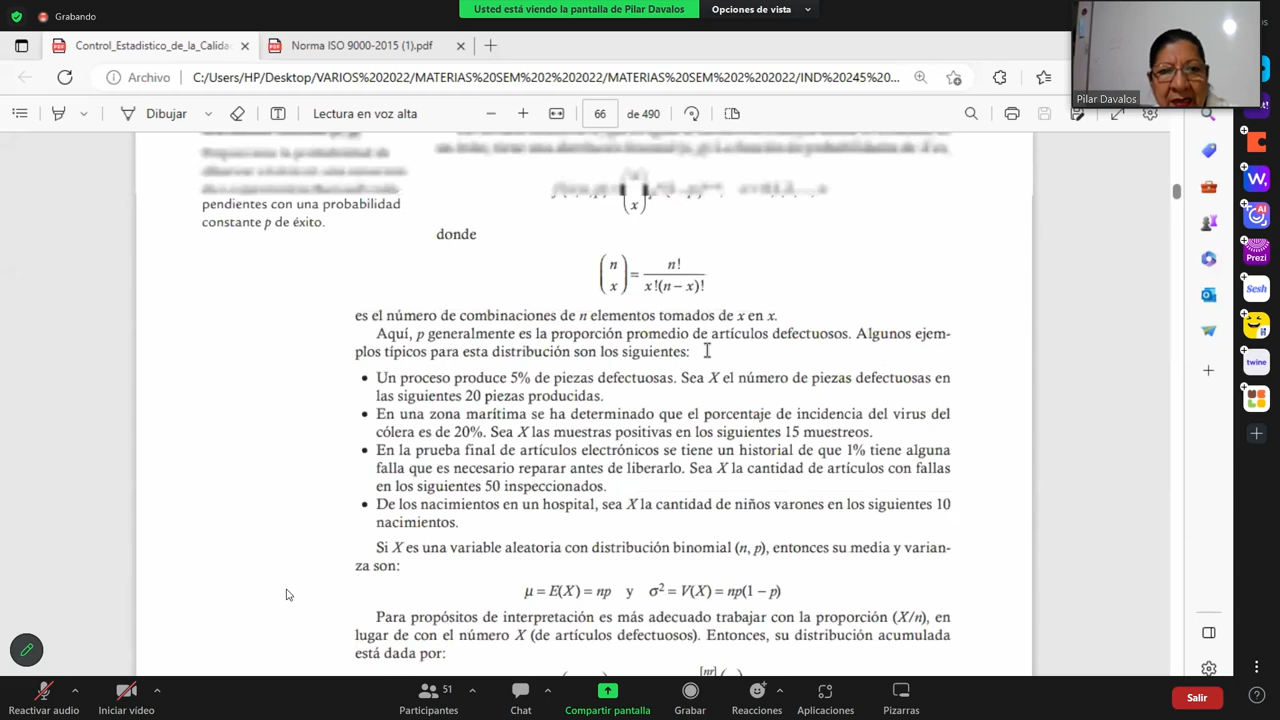 Grabando
Usted está viendo la pantalla de Pilar Davalos
Opciones de vista
Control_Estadistico_de_la_Calida
Norma ISO 9000-2015 (1).pdf
Archivo
C:/Users/HP/Desktop/VARIOS%202022/MATERIAS%20SEM%202%202022/MATERIAS%20SEM%202%202022/IND%20245%20...
Pilar Davalos
Dibujar
Lectura en voz alta
66
de 490
pendientes con una probabilidad
constante p de éxito.
donde
(n x) = n! / x!(n − x)!
es el número de combinaciones de n elementos tomados de x en x.
Aquí, p generalmente es la proporción promedio de artículos defectuosos. Algunos ejem-
plos típicos para esta distribución son los siguientes:
• Un proceso produce 5% de piezas defectuosas. Sea X el número de piezas defectuosas en
las siguientes 20 piezas producidas.
• En una zona marítima se ha determinado que el porcentaje de incidencia del virus del
cólera es de 20%. Sea X las muestras positivas en los siguientes 15 muestreos.
• En la prueba final de artículos electrónicos se tiene un historial de que 1% tiene alguna
falla que es necesario reparar antes de liberarlo. Sea X la cantidad de artículos con fallas
en los siguientes 50 inspeccionados.
• De los nacimientos en un hospital, sea X la cantidad de niños varones en los siguientes 10
nacimientos.
Si X es una variable aleatoria con distribución binomial (n, p), entonces su media y varian-
za son:
μ = E(X) = np y σ² = V(X) = np(1 − p)
Para propósitos de interpretación es más adecuado trabajar con la proporción (X/n), en
lugar de con el número X (de artículos defectuosos). Entonces, su distribución acumulada
está dada por:
[nr]
Prezi
Sesh
twine
Reactivar audio
Iniciar video
51
Participantes
Chat
Compartir pantalla
Grabar
Reacciones
Aplicaciones
Pizarras
Salir